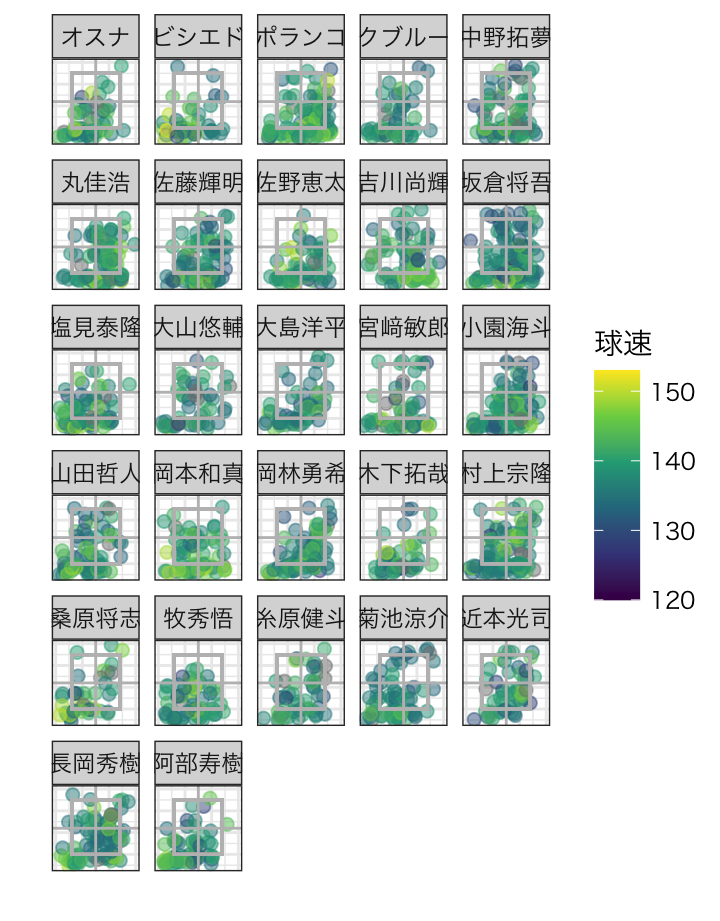 オスナ
ビシエド
ポランコ
クブルー
中野拓夢
丸佳浩
佐藤輝明
佐野恵太
吉川尚輝
坂倉将吾
塩見泰隆
大山悠輔
大島洋平
宮﨑敏郎
小園海斗
山田哲人
岡本和真
岡林勇希
木下拓哉
村上宗隆
桑原将志
牧秀悟
糸原健斗
菊池涼介
近本光司
長岡秀樹
阿部寿樹
球速
150
140
130
120